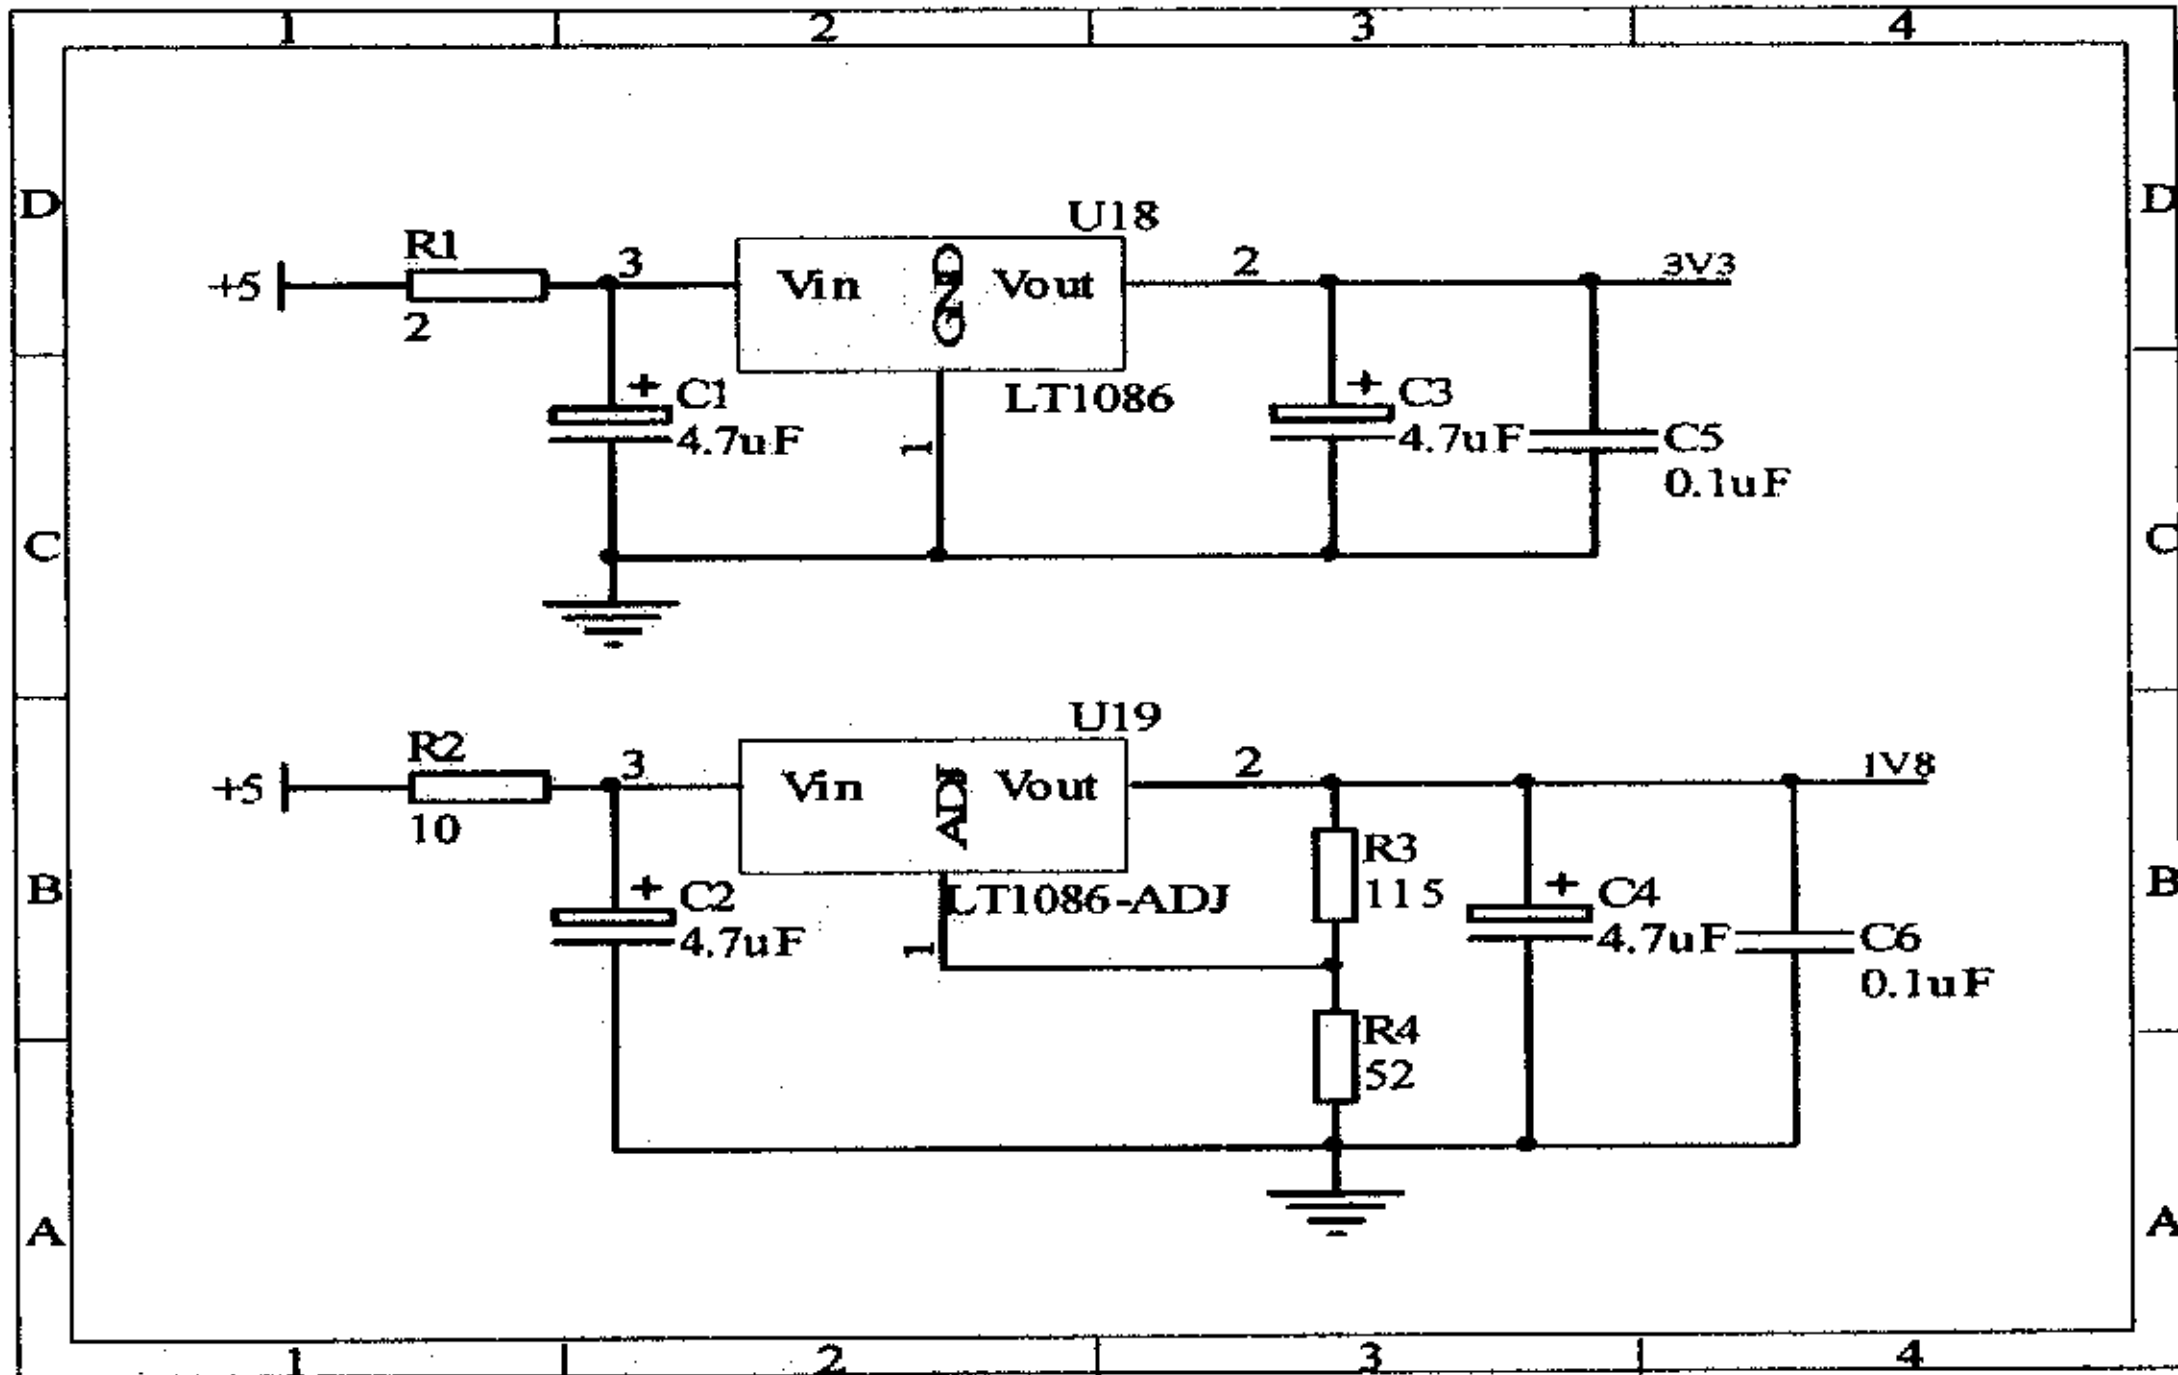 1 2 3 4
D D
U18
R1
+5 3 Vin GND Vout 2 3V3
2
C1
4.7uF
LT1086
C3
4.7uF
1
C5
0.1uF
C C
U19
R2
+5 3 Vin ADJ Vout 2 1V8
10
R3
115
B B
C2
4.7uF
LT1086-ADJ
C4
4.7uF
1
C6
0.1uF
R4
52
A A
1 2 3 4